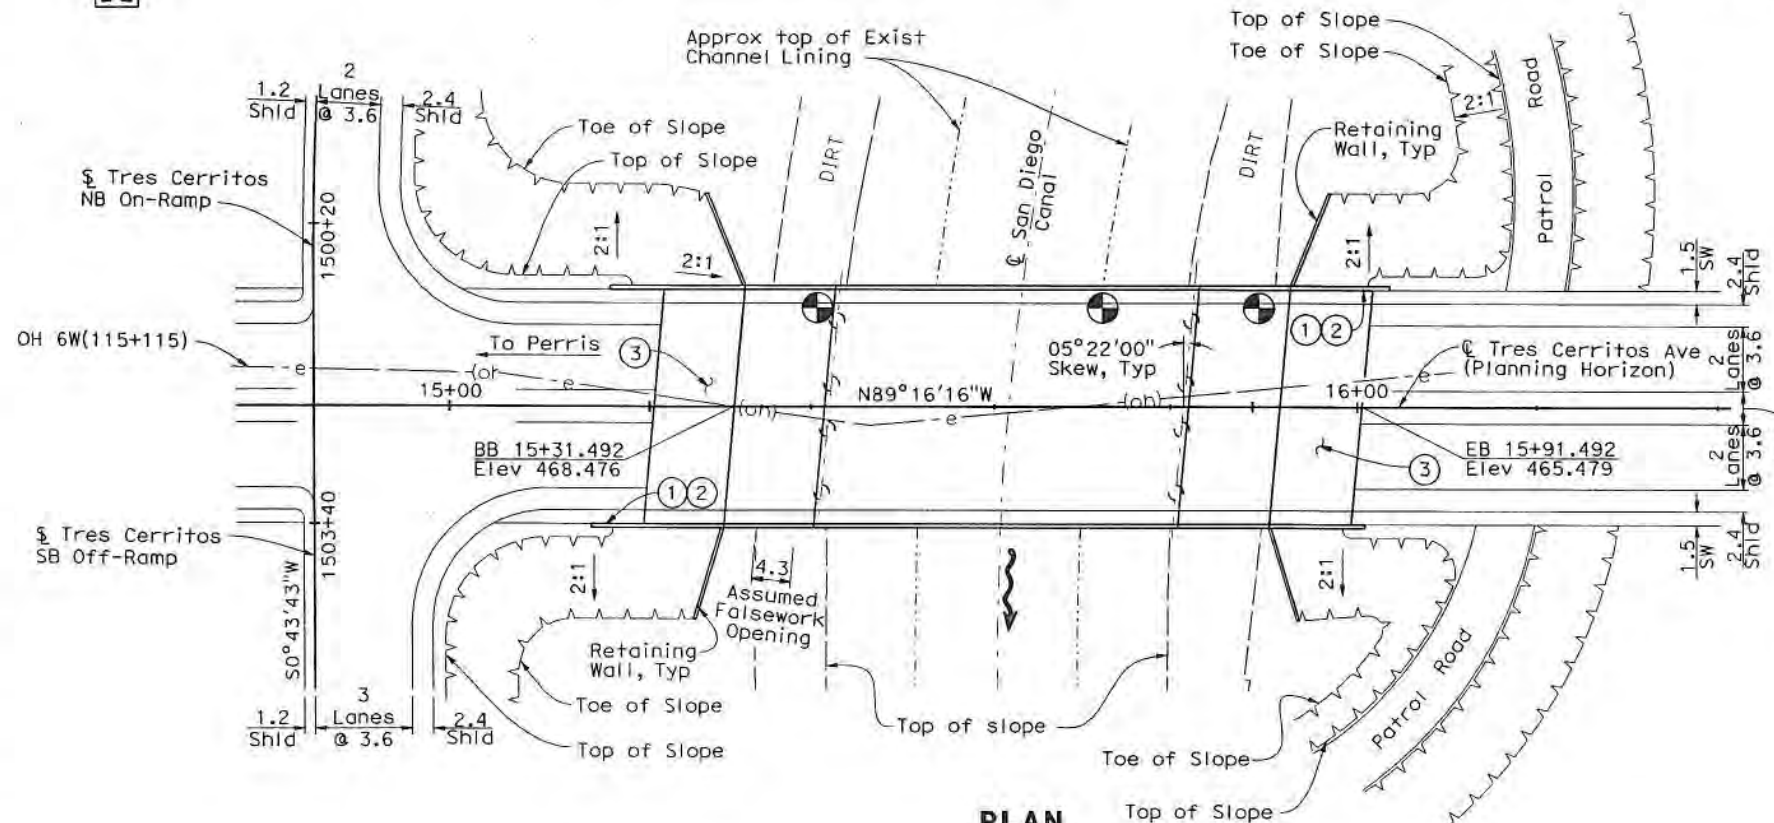 Top of Slope
Toe of Slope
Approx top of Exist
Channel Lining
1.2
Shld
2
Lanes
@ 3.6
2.4
Shld
Toe of Slope
Top of Slope
DIRT
℄ San Diego
Canal
DIRT
2:1
Retaining
Wall, Typ
Patrol Road
℄ Tres Cerritos
NB On-Ramp
1500+20
2:1
2:1
2:1
1.5
SW
2.4
Shld
OH 6W(115+115)
To Perris
3
1 2
05°22'00"
Skew, Typ
℄ Tres Cerritos Ave
(Planning Horizon)
2
Lanes
@ 3.6
e
(oh)
e
15+00
(oh)
N89°16'16"W
e
(oh)
e
16+00
BB 15+31.492
Elev 468.476
EB 15+91.492
Elev 465.479
3
2
Lanes
@ 3.6
1 2
℄ Tres Cerritos
SB Off-Ramp
1503+40
S0°43'43"W
2:1
4.3
Assumed
Falsework
Opening
2:1
1.5
SW
2.4
Shld
Retaining
Wall, Typ
Toe of Slope
Top of Slope
1.2
Shld
3
Lanes
@ 3.6
2.4
Shld
Top of slope
Toe of Slope
Patrol Road
Top of Slope
PLAN